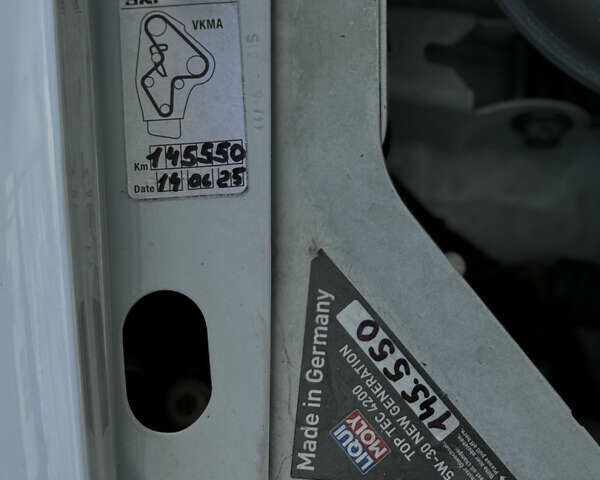 SKF
VKMA
Km 145550
Date 14 06 25
Made in Germany
145.550
LIQUI
MOLY
TOP TEC 4200
5W-30 NEW GENERATION